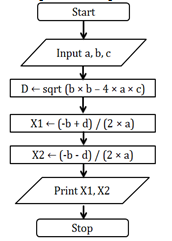 Start
Input a, b, c
D ← sqrt (b × b – 4 × a × c)
X1 ← (-b + d) / (2 × a)
X2 ← (-b - d) / (2 × a)
Print X1, X2
Stop